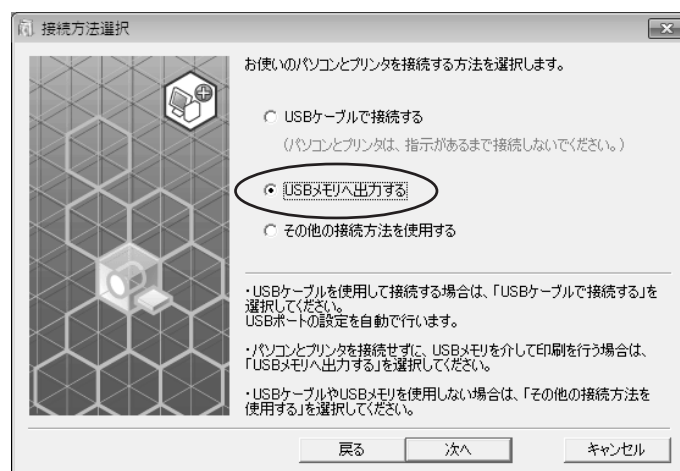 接続方法選択
お使いのパソコンとプリンタを接続する方法を選択します。
USBケーブルで接続する
(パソコンとプリンタは、指示があるまで接続しないでください。)
USBメモリへ出力する
その他の接続方法を使用する
・USBケーブルを使用して接続する場合は、「USBケーブルで接続する」を
選択してください。
USBポートの設定を自動で行います。
・パソコンとプリンタを接続せずに、USBメモリを介して印刷を行う場合は、
「USBメモリへ出力する」を選択してください。
・USBケーブルやUSBメモリを使用しない場合は、「その他の接続方法を
使用する」を選択してください。
戻る 次へ キャンセル